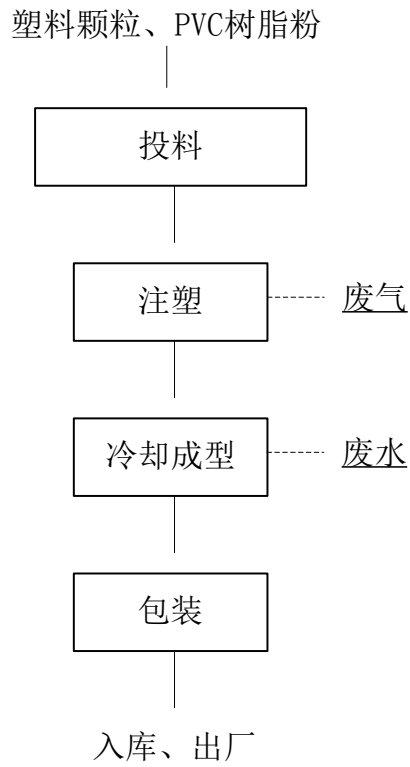 塑料颗粒、PVC树脂粉
投料
注塑
废气
冷却成型
废水
包装
入库、出厂